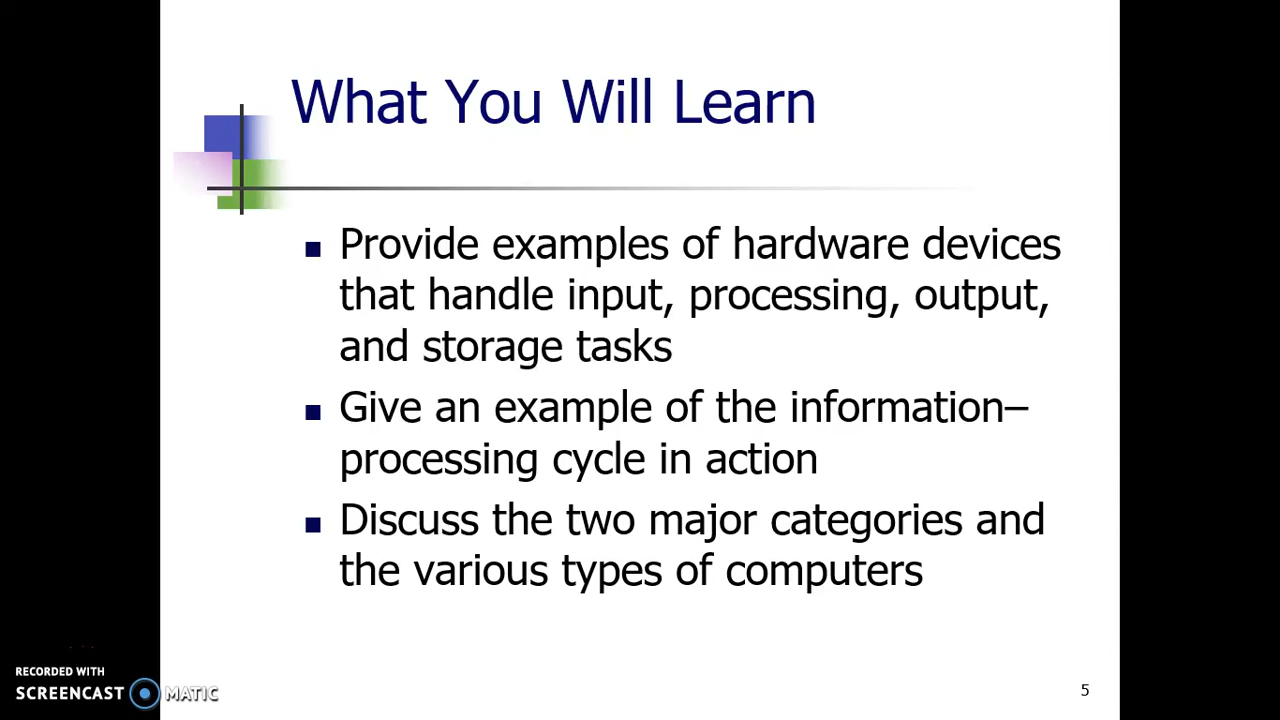 What You Will Learn
■ Provide examples of hardware devices
that handle input, processing, output,
and storage tasks
■ Give an example of the information–
processing cycle in action
■ Discuss the two major categories and
the various types of computers
RECORDED WITH
SCREENCAST MATIC
5